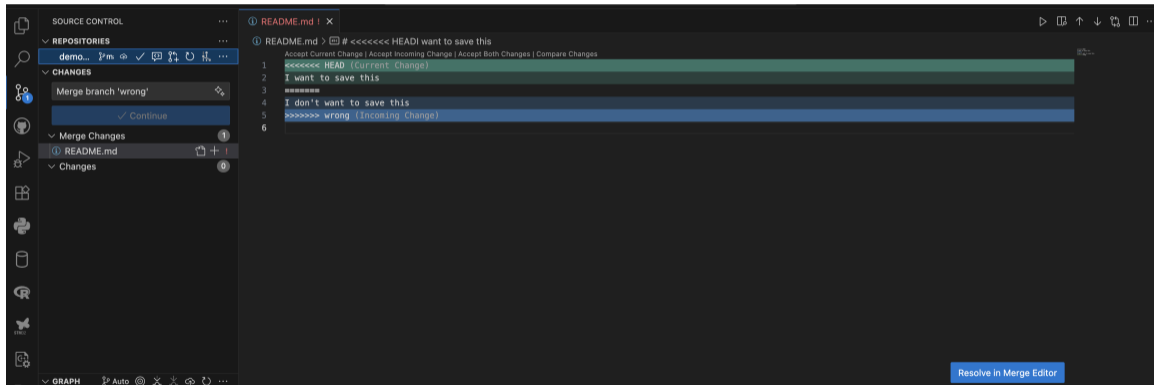 SOURCE CONTROL
REPOSITORIES
demo...
CHANGES
Merge branch 'wrong'
Continue
Merge Changes 1
README.md !
Changes 0
GRAPH Auto
README.md !
README.md > # <<<<<<< HEADI want to save this
Accept Current Change | Accept Incoming Change | Accept Both Changes | Compare Changes
1 <<<<<<< HEAD (Current Change)
2 I want to save this
3 =======
4 I don't want to save this
5 >>>>>>> wrong (Incoming Change)
6
Resolve in Merge Editor